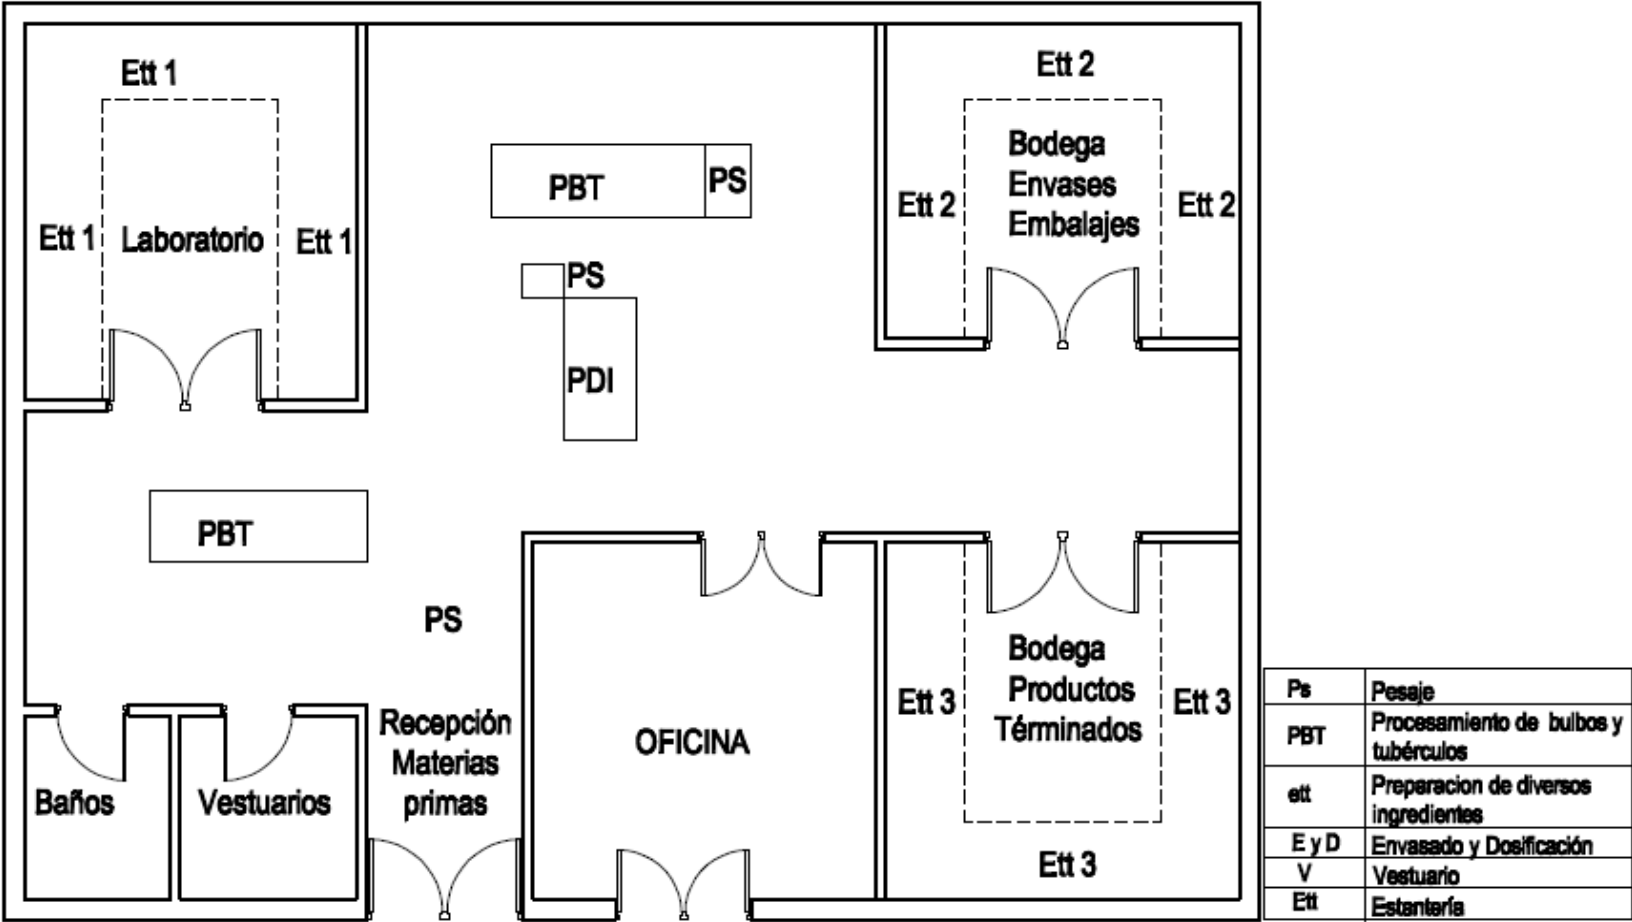 Ett 1
Ett 1
Laboratorio
Ett 1
PBT
PS
PS
PDI
Ett 2
Bodega
Envases
Embalajes
Ett 2
Ett 2
PBT
PS
Baños
Vestuarios
Recepción
Materias
primas
OFICINA
Bodega
Productos
Términados
Ett 3
Ett 3
Ett 3
Ps Pesaje
PBT Procesamiento de bulbos y
tubérculos
ett Preparacion de diversos
ingredientes
E y D Envasado y Dosificación
V Vestuario
Ett Estantería